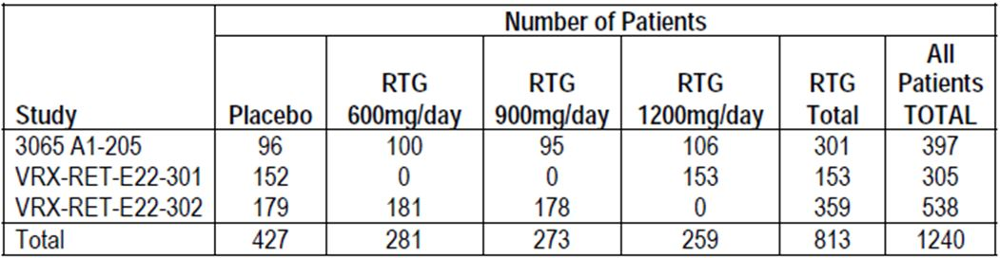 Number of Patients
Study Placebo RTG 600mg/day RTG 900mg/day RTG 1200mg/day RTG Total All Patients TOTAL
3065 A1-205 96 100 95 106 301 397
VRX-RET-E22-301 152 0 0 153 153 305
VRX-RET-E22-302 179 181 178 0 359 538
Total 427 281 273 259 813 1240